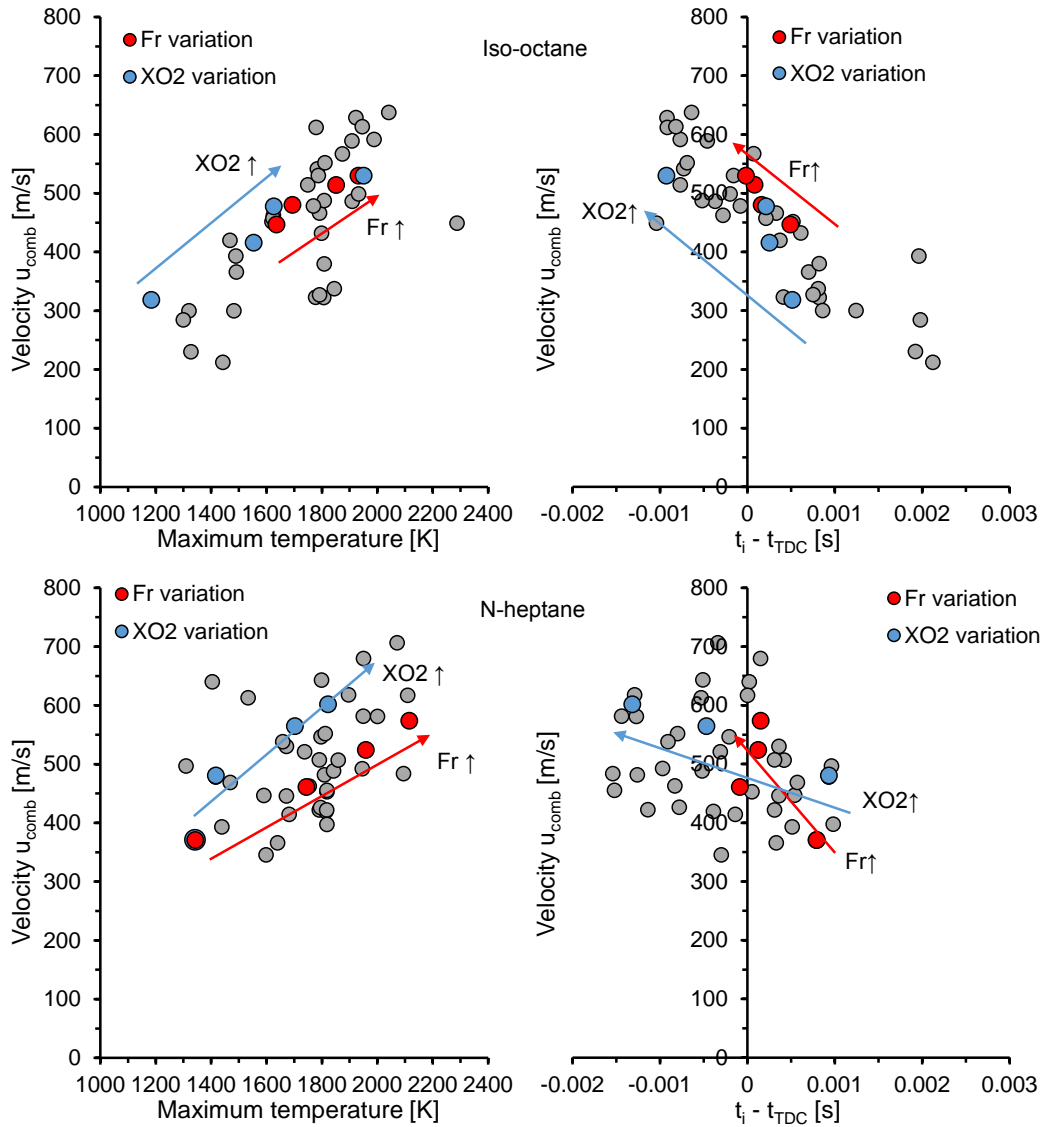 Fr variation
XO2 variation
Iso-octane
Fr variation
XO2 variation
800
700
600
500
400
300
200
100
0
Velocity u_comb [m/s]
XO2 ↑
Fr ↑
1000 1200 1400 1600 1800 2000 2200 2400
Maximum temperature [K]
800
700
600
500
400
300
200
100
0
Velocity u_comb [m/s]
Fr↑
XO2↑
-0.002 -0.001 0 0.001 0.002 0.003
t_i - t_TDC [s]
Fr variation
XO2 variation
N-heptane
Fr variation
XO2 variation
800
700
600
500
400
300
200
100
0
Velocity u_comb [m/s]
XO2 ↑
Fr ↑
1000 1200 1400 1600 1800 2000 2200 2400
Maximum temperature [K]
800
700
600
500
400
300
200
100
0
Velocity u_comb [m/s]
XO2↑
Fr↑
-0.002 -0.001 0 0.001 0.002 0.003
t_i - t_TDC [s]